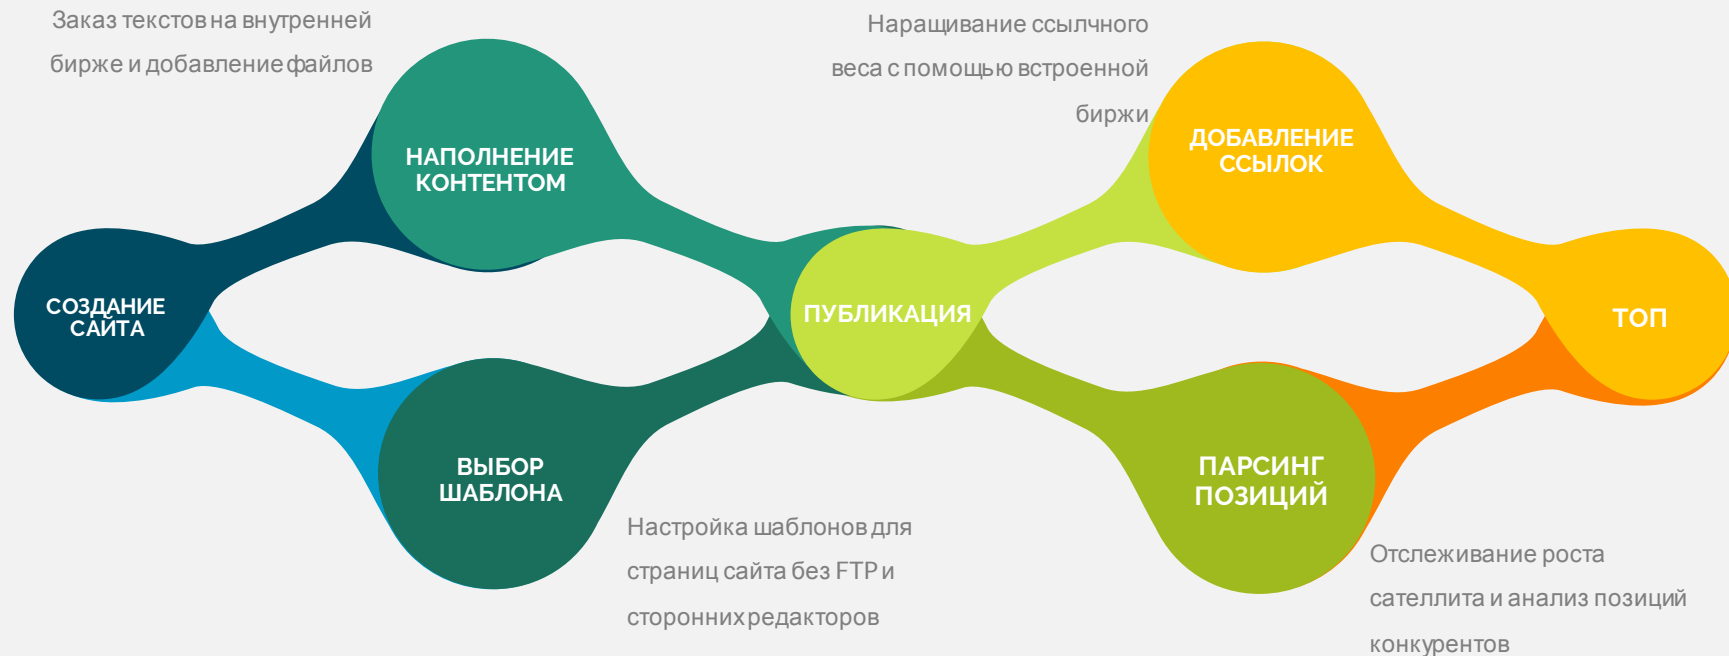 Заказ текстов на внутренней
бирже и добавление файлов
НАПОЛНЕНИЕ
КОНТЕНТОМ
Наращивание ссылчного
веса с помощью встроенной
биржи
ДОБАВЛЕНИЕ
ССЫЛОК
СОЗДАНИЕ
САЙТА
ПУБЛИКАЦИЯ
ТОП
ВЫБОР
ШАБЛОНА
Настройка шаблонов для
страниц сайта без FTP и
сторонних редакторов
ПАРСИНГ
ПОЗИЦИЙ
Отслеживание роста
сателлита и анализ позиций
конкурентов